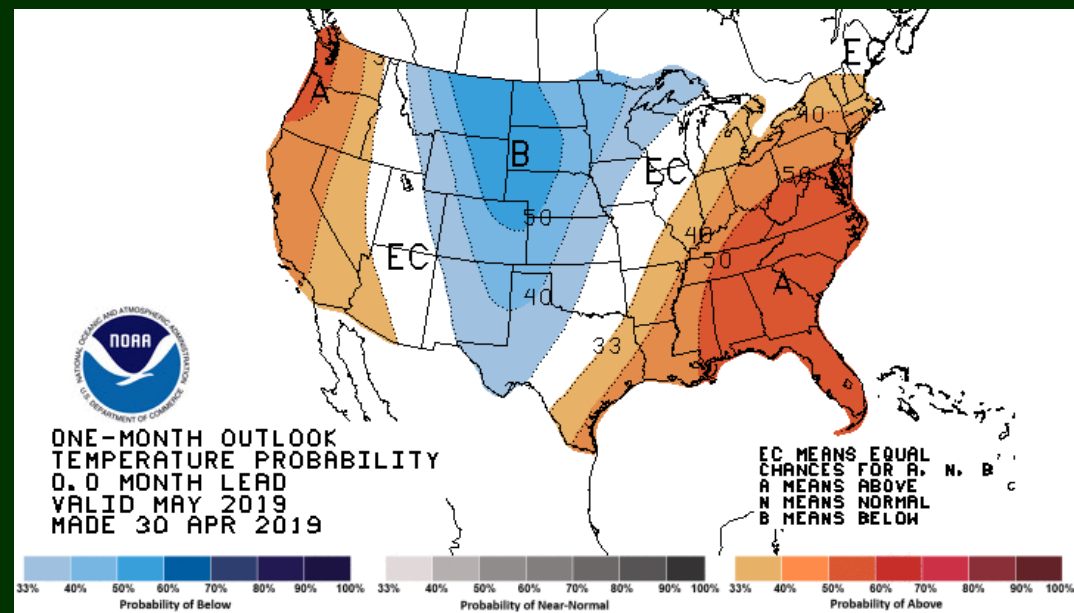 EC
A
40
B
EC
50
50
40
50
EC
A
40
33
NATIONAL OCEANIC AND ATMOSPHERIC ADMINISTRATION
NOAA
U.S. DEPARTMENT OF COMMERCE
ONE-MONTH OUTLOOK
TEMPERATURE PROBABILITY
0.0 MONTH LEAD
VALID MAY 2019
MADE 30 APR 2019
EC MEANS EQUAL
CHANCES FOR A, N, B
A MEANS ABOVE
N MEANS NORMAL
B MEANS BELOW
33% 40% 50% 60% 70% 80% 90% 100%
Probability of Below
33% 40% 50% 60% 70% 80% 90% 100%
Probability of Near-Normal
33% 40% 50% 60% 70% 80% 90% 100%
Probability of Above